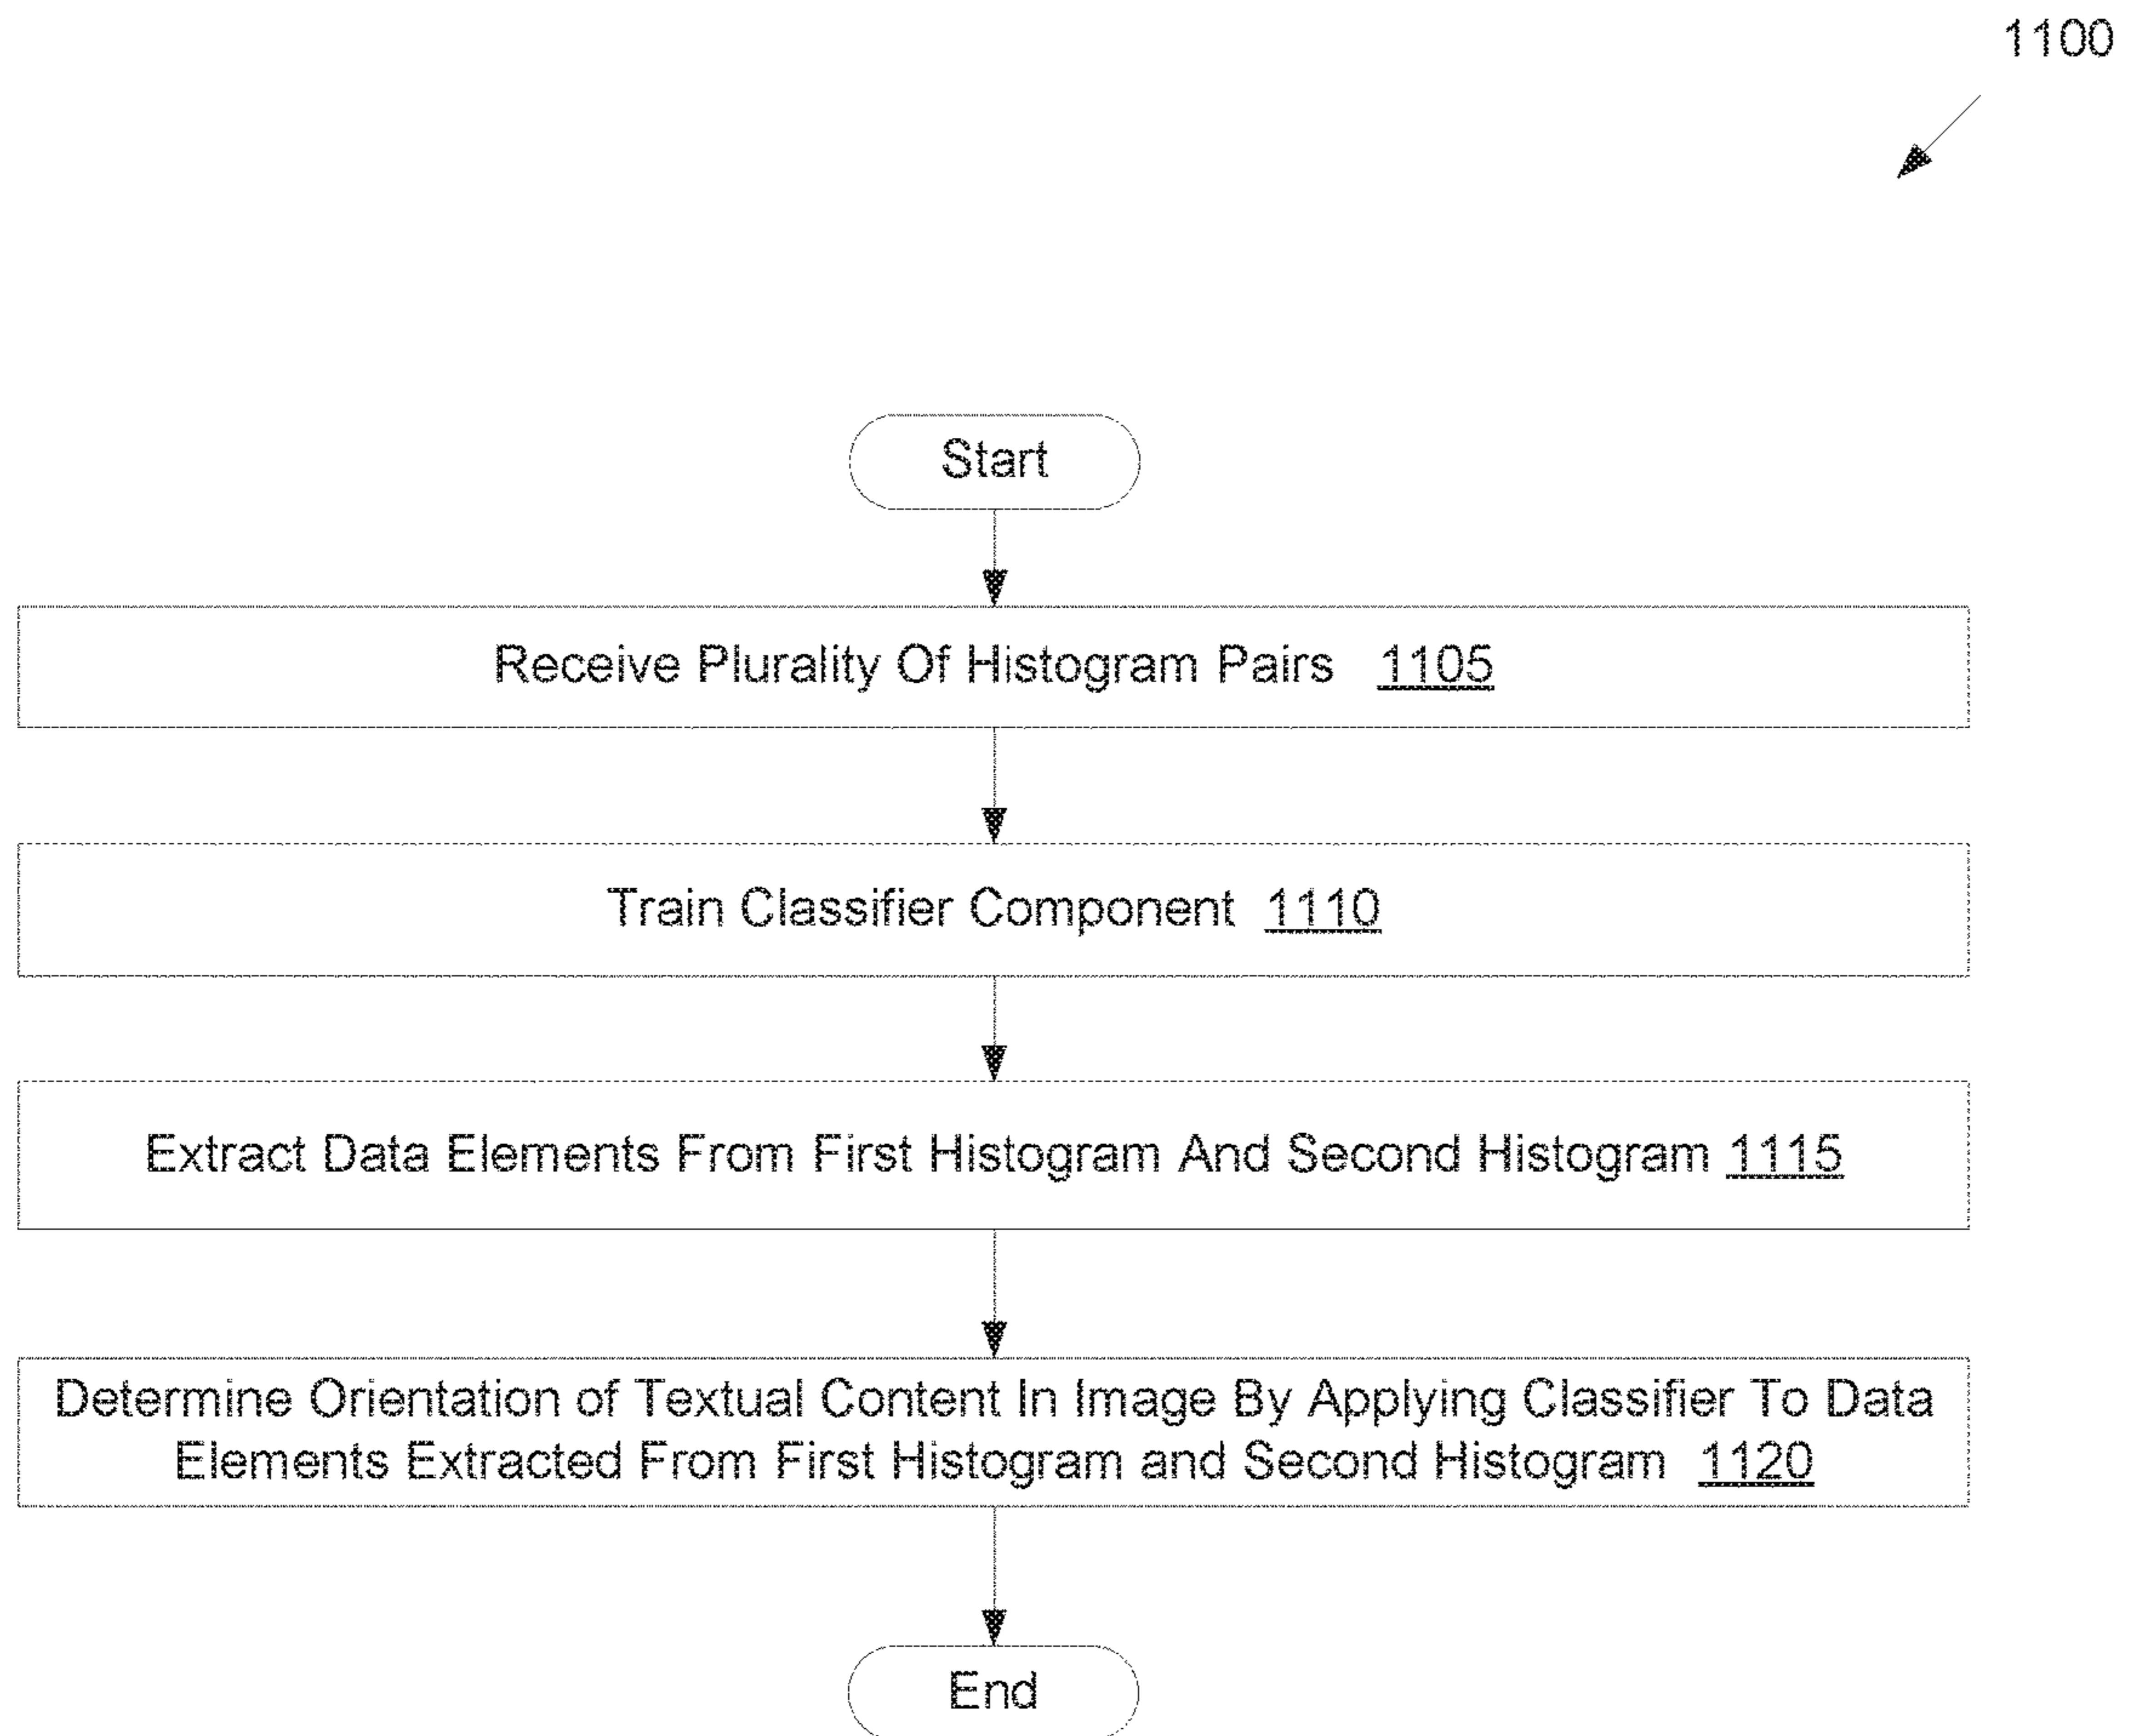 1100
Start
Receive Plurality Of Histogram Pairs 1105
Train Classifier Component 1110
Extract Data Elements From First Histogram And Second Histogram 1115
Determine Orientation of Textual Content In Image By Applying Classifier To Data
Elements Extracted From First Histogram and Second Histogram 1120
End